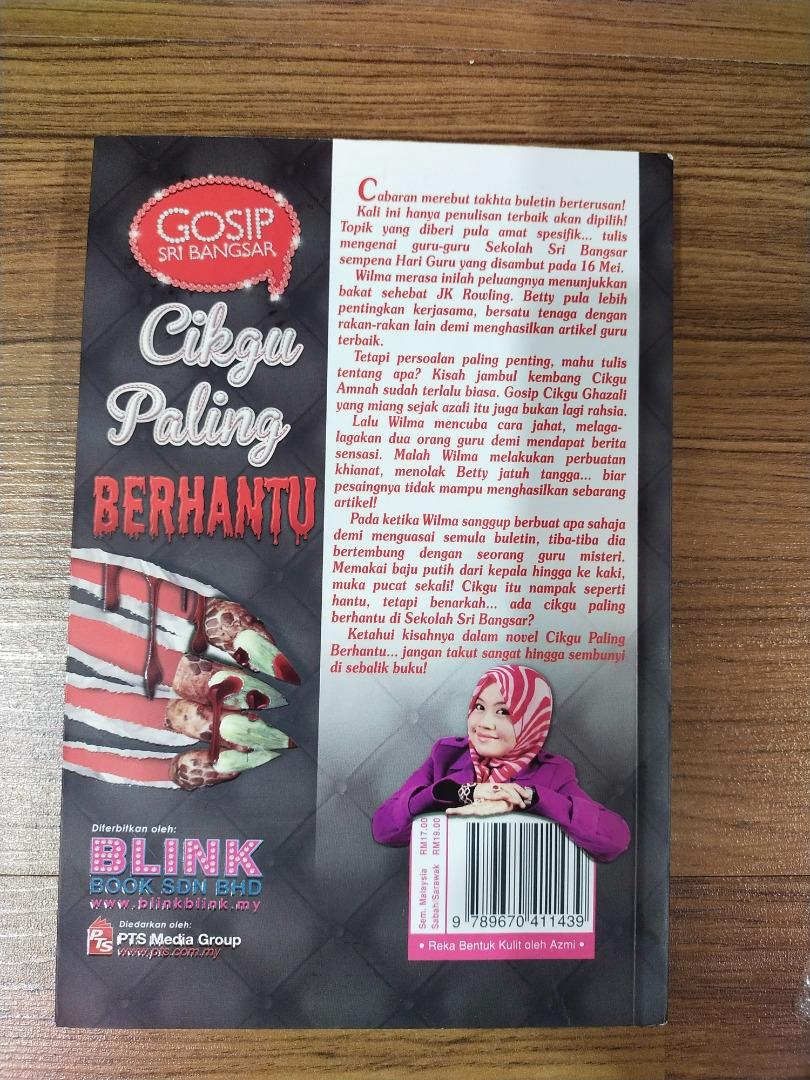 GOSIP
SRI BANGSAR
Cikgu
Paling
BERHANTU
Cabaran merebut takhta buletin berterusan!
Kali ini hanya penulisan terbaik akan dipilih!
Topik yang diberi pula amat spesifik... tulis
mengenai guru-guru Sekolah Sri Bangsar
sempena Hari Guru yang disambut pada 16 Mei.
Wilma merasa inilah peluangnya menunjukkan
bakat sehebat JK Rowling. Betty pula lebih
pentingkan kerjasama, bersatu tenaga dengan
rakan-rakan lain demi menghasilkan artikel guru
terbaik.
Tetapi persoalan paling penting, mahu tulis
tentang apa? Kisah jambul kembang Cikgu
Amnah sudah terlalu biasa. Gosip Cikgu Ghazali
yang miang sejak azali itu juga bukan lagi rahsia.
Lalu Wilma mencuba cara jahat, melaga-
lagakan dua orang guru demi mendapat berita
sensasi. Malah Wilma melakukan perbuatan
khianat, menolak Betty jatuh tangga... biar
pesaingnya tidak mampu menghasilkan sebarang
artikel!
Pada ketika Wilma sanggup berbuat apa sahaja
demi menguasai semula buletin, tiba-tiba dia
bertembung dengan seorang guru misteri.
Memakai baju putih dari kepala hingga ke kaki,
muka pucat sekali! Cikgu itu nampak seperti
hantu, tetapi benarkah... ada cikgu paling
berhantu di Sekolah Sri Bangsar?
Ketahui kisahnya dalam novel Cikgu Paling
Berhantu... jangan takut sangat hingga sembunyi
di sebalik buku!
Diterbitkan oleh:
BLINK
BOOK SDN BHD
www.blinkblink.my
Diedarkan oleh:
PTS
PTS Media Group
www.pts.com.my
Sem. Malaysia RM17.00
Sabah/Sarawak RM19.00
9 789670 411439
• Reka Bentuk Kulit oleh Azmi •